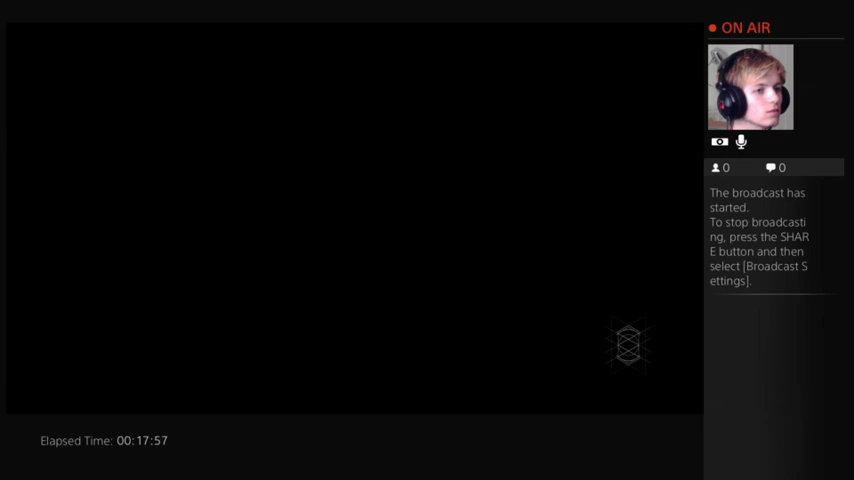 ON AIR
0 0
The broadcast has
started.
To stop broadcasti
ng, press the SHAR
E button and then
select [Broadcast S
ettings].
Elapsed Time: 00:17:57